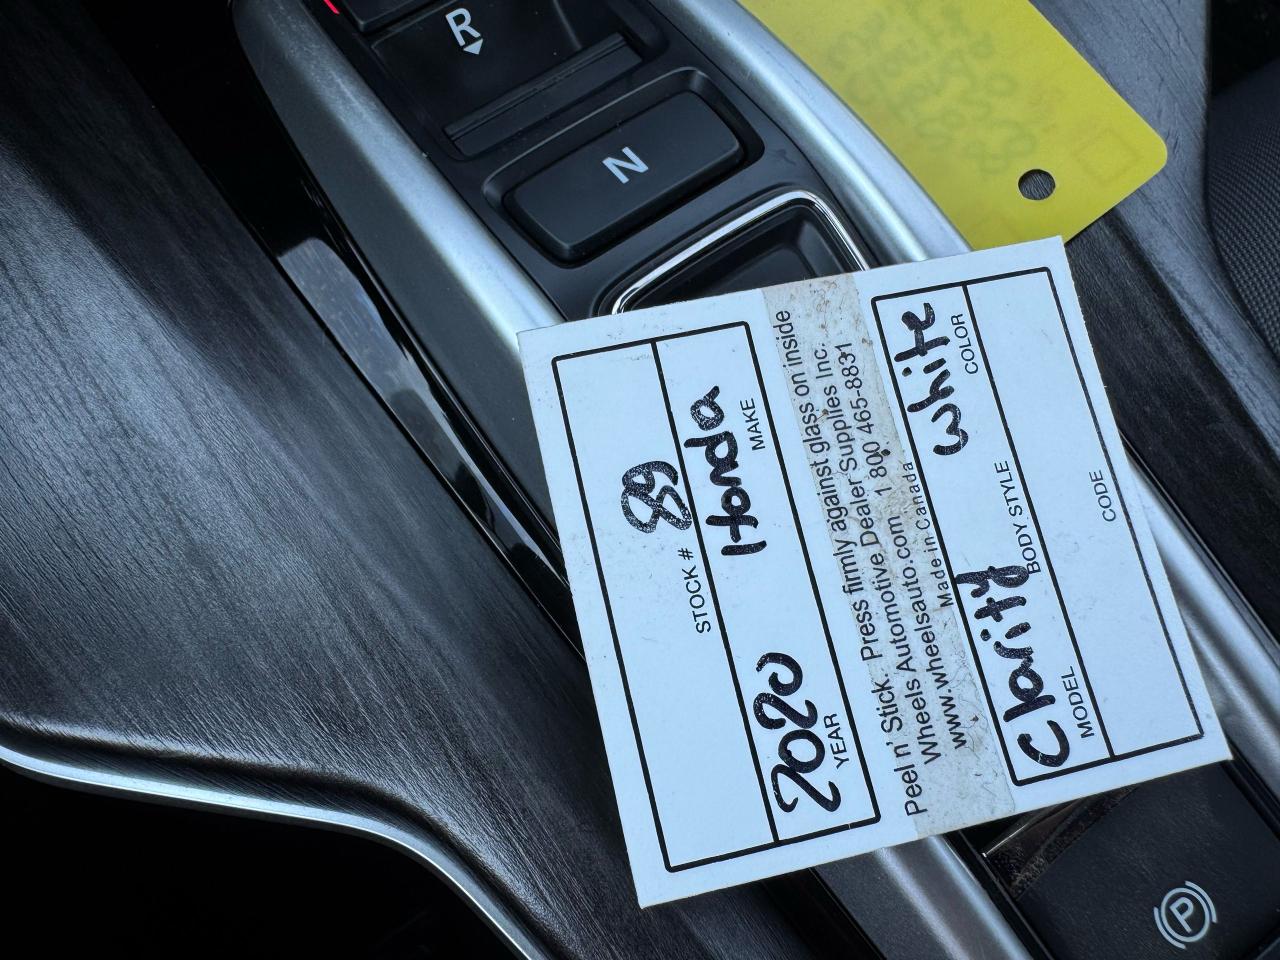 R
N
89
STOCK #
2020 Honda
YEAR MAKE
Peel n' Stick. Press firmly against glass on inside
Wheels Automotive Dealer Supplies Inc.
www.wheelsauto.com 1 800 465-8831
Made in Canada
Clarity White
MODEL BODY STYLE COLOR
CODE
P